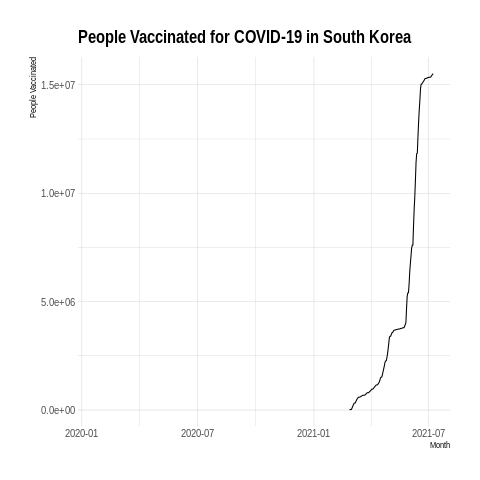 People Vaccinated for COVID-19 in South Korea
People Vaccinated
1.5e+07
1.0e+07
5.0e+06
0.0e+00
2020-01
2020-07
2021-01
2021-07
Month